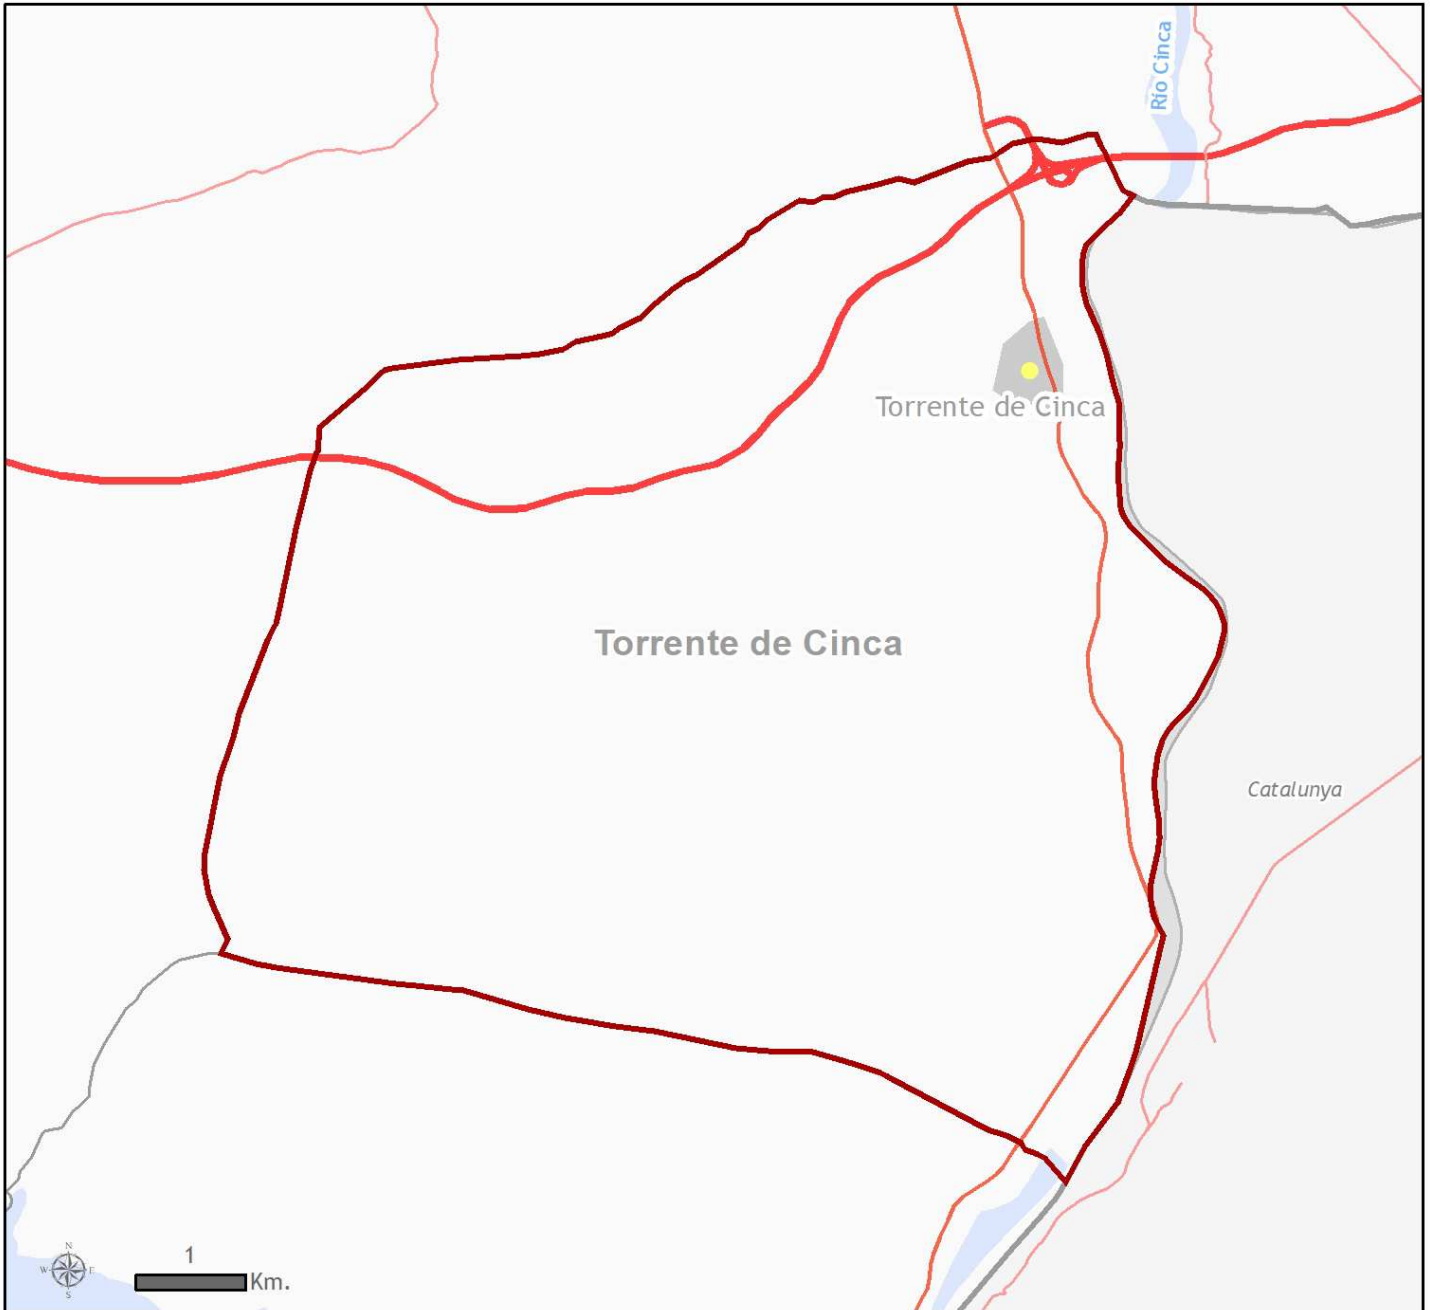 Río Cinca
Torrente de Cinca
Torrente de Cinca
Catalunya
N
W E
S
1
Km.